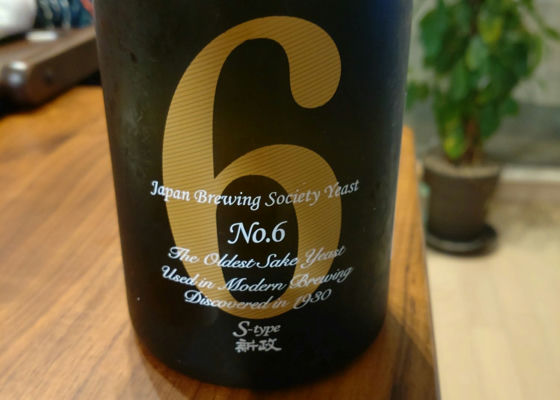 6
Japan Brewing Society Yeast
No.6
The Oldest Sake Yeast
Used in Modern Brewing
Discovered in 1930
S-type
新政